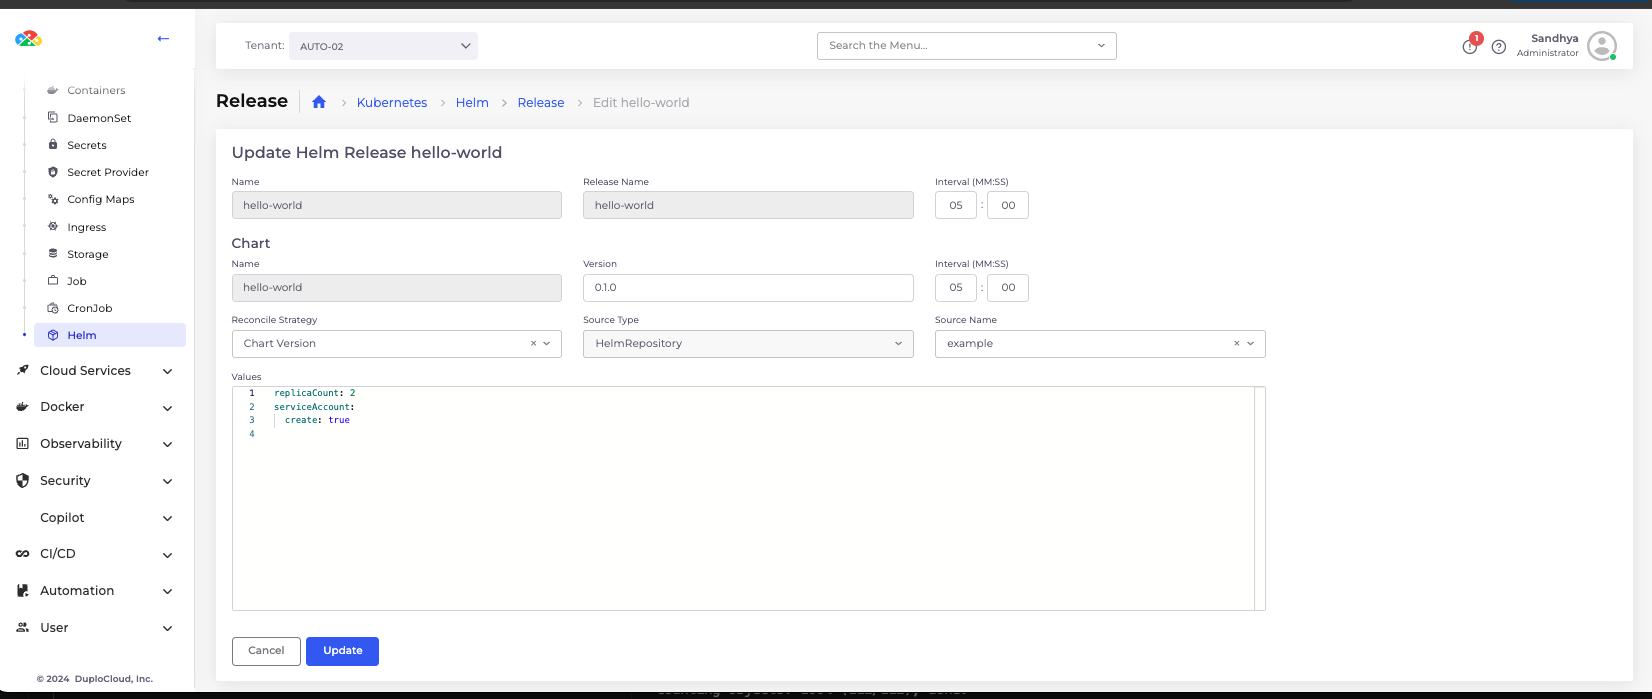 Tenant:
AUTO-02
Search the Menu...
1
Sandhya
Administrator
Containers
DaemonSet
Secrets
Secret Provider
Config Maps
Ingress
Storage
Job
CronJob
Helm
Cloud Services
Docker
Observability
Security
Copilot
CI/CD
Automation
User
© 2024 DuploCloud, Inc.
Release
Kubernetes
Helm
Release
Edit hello-world
Update Helm Release hello-world
Name
Release Name
Interval (MM:SS)
hello-world
hello-world
05 : 00
Chart
Name
Version
Interval (MM:SS)
hello-world
0.1.0
05 : 00
Reconcile Strategy
Source Type
Source Name
Chart Version
HelmRepository
example
Values
1 replicaCount: 2
2 serviceAccount:
3 create: true
4
Cancel
Update